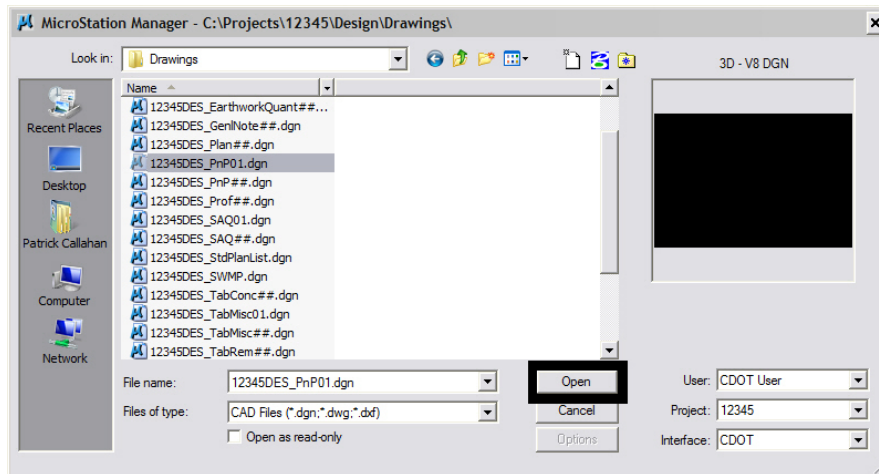 MicroStation Manager - C:\Projects\12345\Design\Drawings\
Look in: Drawings
3D - V8 DGN
Name
Recent Places
Desktop
Patrick Callahan
Computer
Network
12345DES_EarthworkQuant##...
12345DES_GenlNote##.dgn
12345DES_Plan##.dgn
12345DES_PnP01.dgn
12345DES_PnP##.dgn
12345DES_Prof##.dgn
12345DES_SAQ01.dgn
12345DES_SAQ##.dgn
12345DES_StdPlanList.dgn
12345DES_SWMP.dgn
12345DES_TabConc##.dgn
12345DES_TabMisc01.dgn
12345DES_TabMisc##.dgn
12345DES_TabRem##.dgn
File name: 12345DES_PnP01.dgn Open
Files of type: CAD Files (*.dgn;*.dwg;*.dxf) Cancel
Open as read-only Options
User: CDOT User
Project: 12345
Interface: CDOT